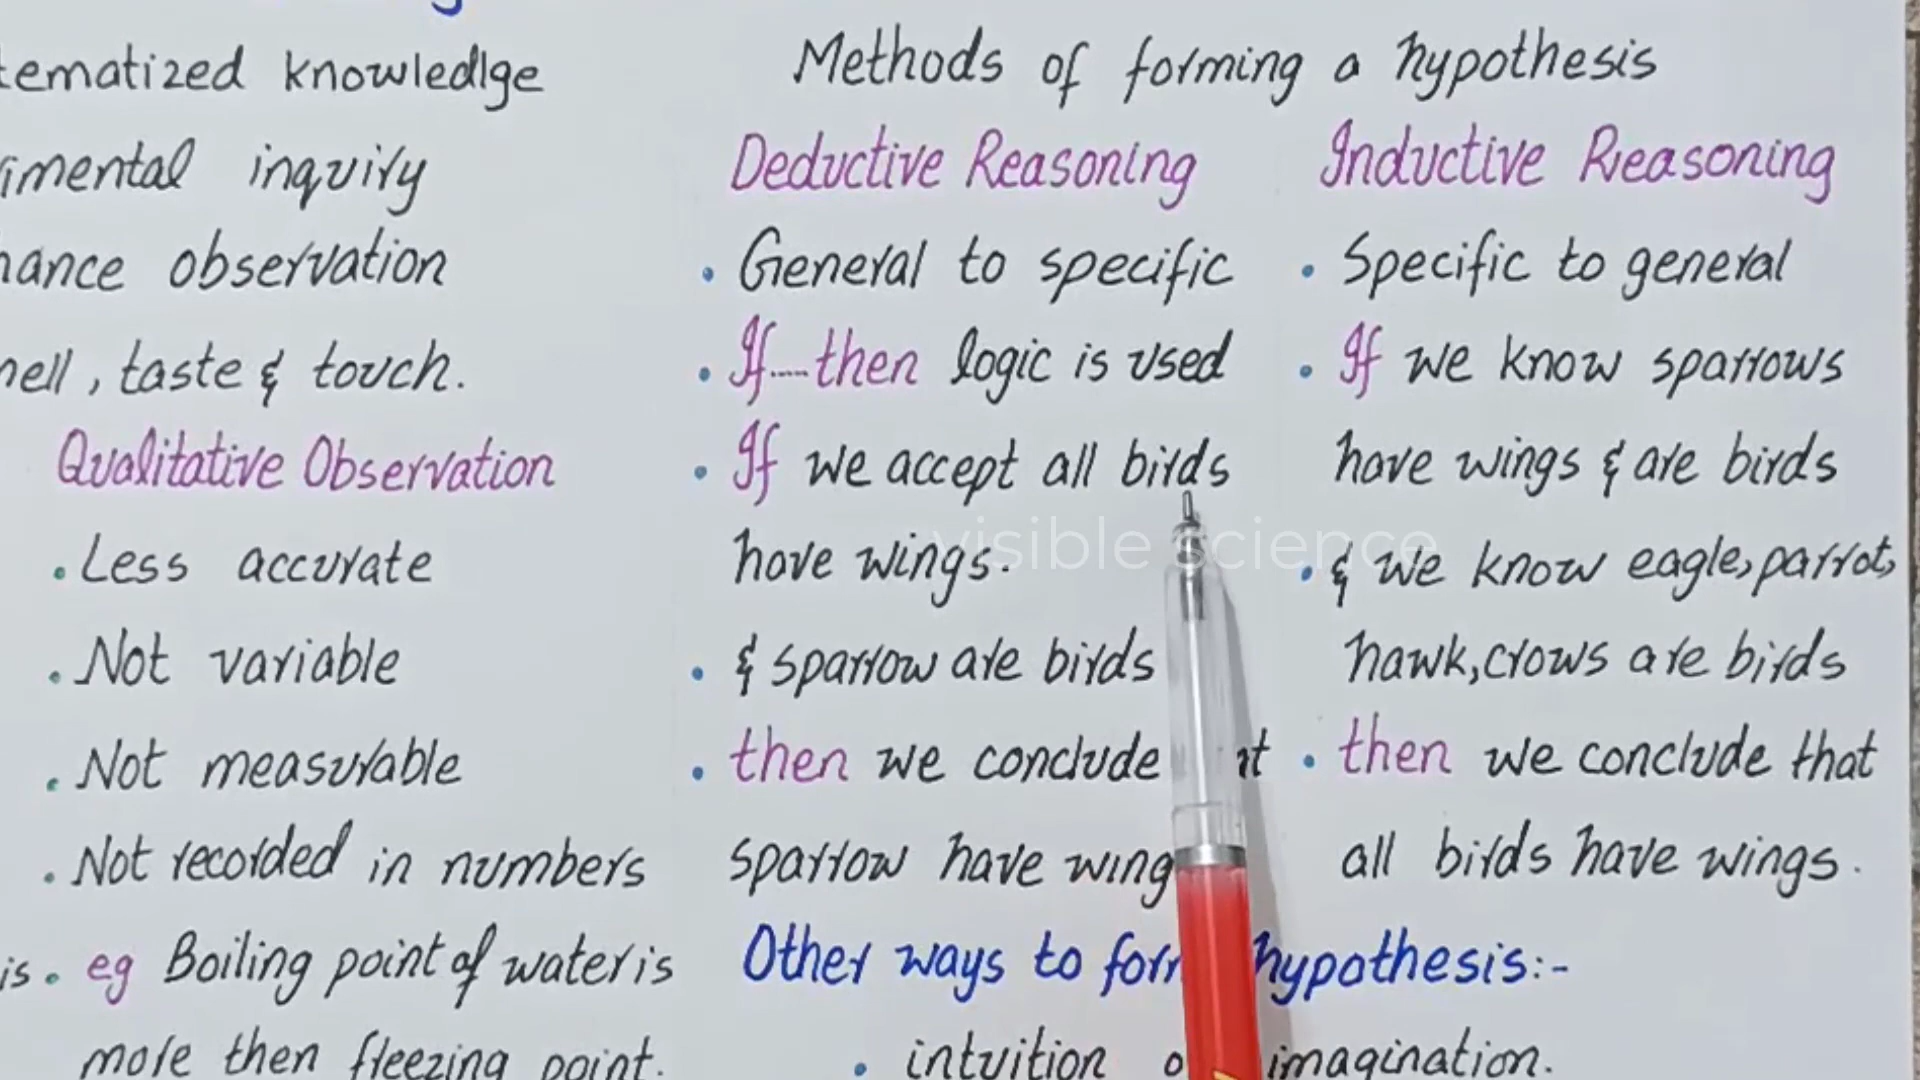 tematized knowledlge
imental inquiry
hance observation
mell, taste & touch.
Qualitative Observation
. Less accurate
. Not variable
. Not measurable
. Not recorded in numbers
is . eg Boiling point of water is
more then freezing point.
Methods of forming a hypothesis
Deductive Reasoning
• General to specific
• If.....then logic is used
• If we accept all birds
have wings.
• & sparrow are birds
• then we conclude
sparrow have wing
Inductive Reasoning
• Specific to general
• If we know sparrows
have wings & are birds
• & we know eagle, parrot,
hawk, crows are birds
• then we conclude that
all birds have wings.
Other ways to form hypothesis:-
• intuition o imagination.
visible science